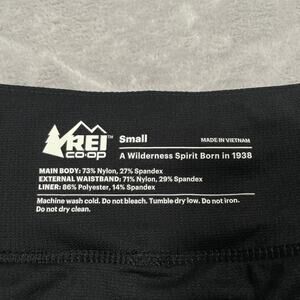 REI
co·op
™
Small
MADE IN VIETNAM
A Wilderness Spirit Born in 1938
MAIN BODY: 73% Nylon, 27% Spandex
EXTERNAL WAISTBAND: 71% Nylon, 29% Spandex
LINER: 86% Polyester, 14% Spandex
Machine wash cold. Do not bleach. Tumble dry low. Do not iron.
Do not dry clean.